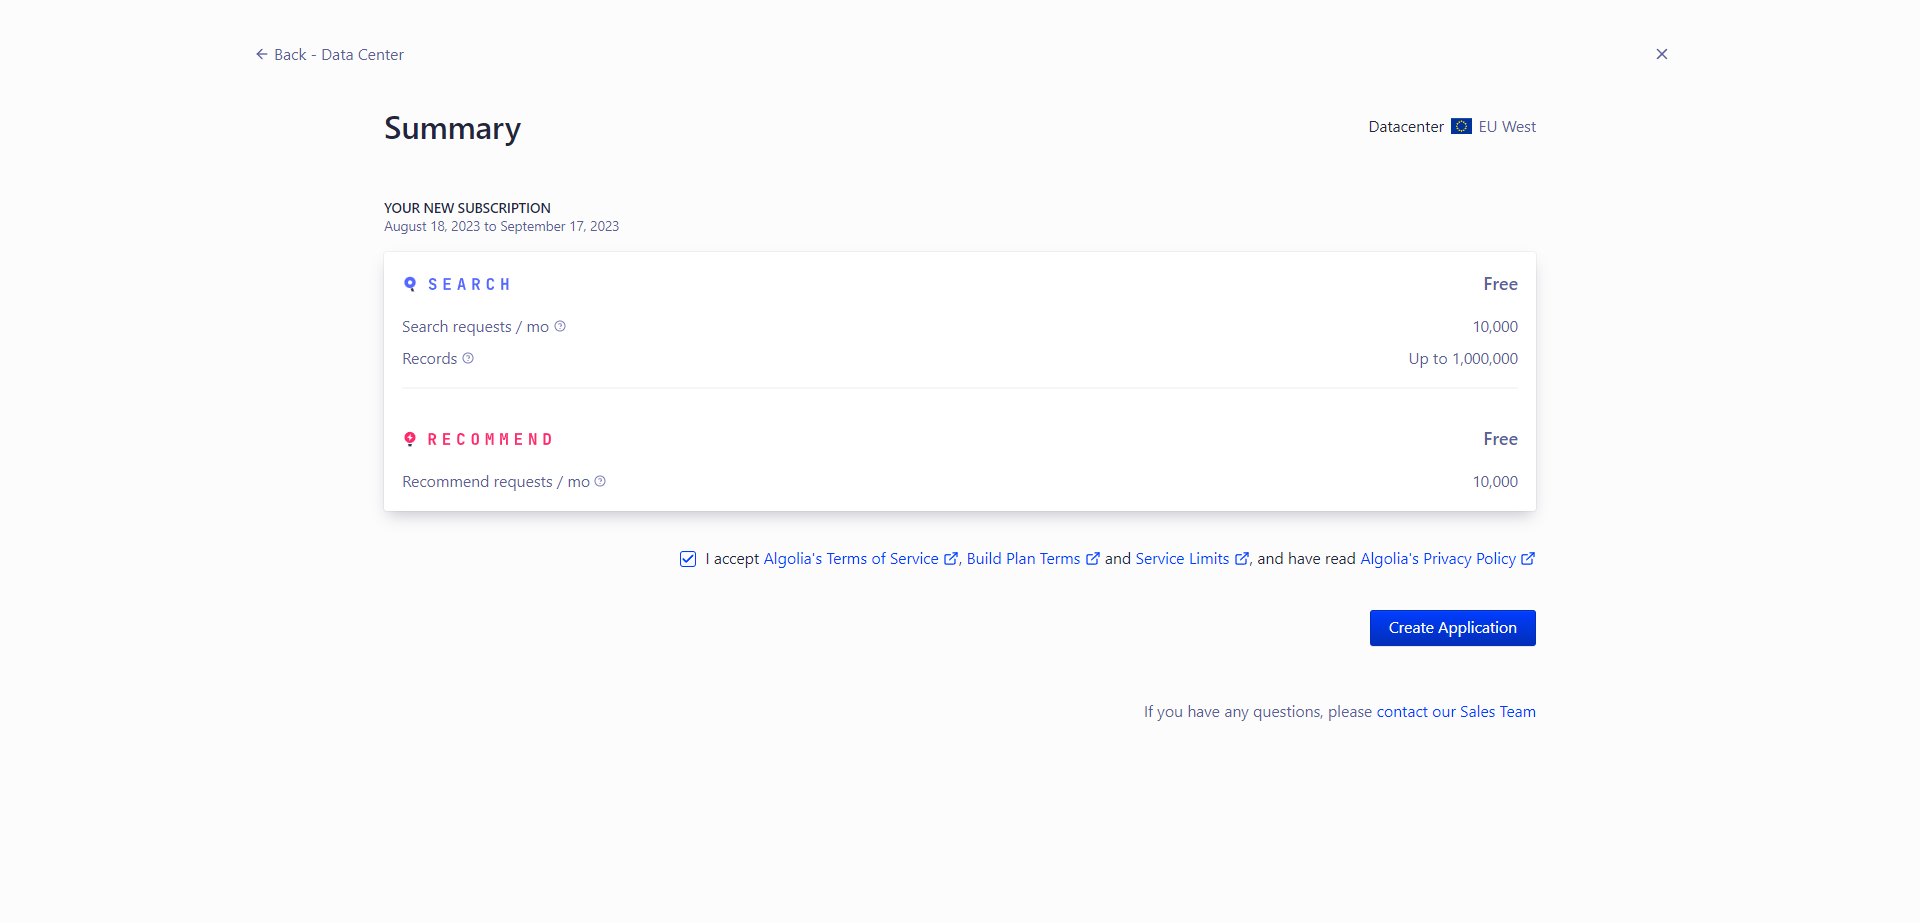 Back - Data Center
Summary
Datacenter EU West
YOUR NEW SUBSCRIPTION
August 18, 2023 to September 17, 2023
SEARCH Free
Search requests / mo 10,000
Records Up to 1,000,000
RECOMMEND Free
Recommend requests / mo 10,000
I accept Algolia's Terms of Service, Build Plan Terms and Service Limits, and have read Algolia's Privacy Policy
Create Application
If you have any questions, please contact our Sales Team